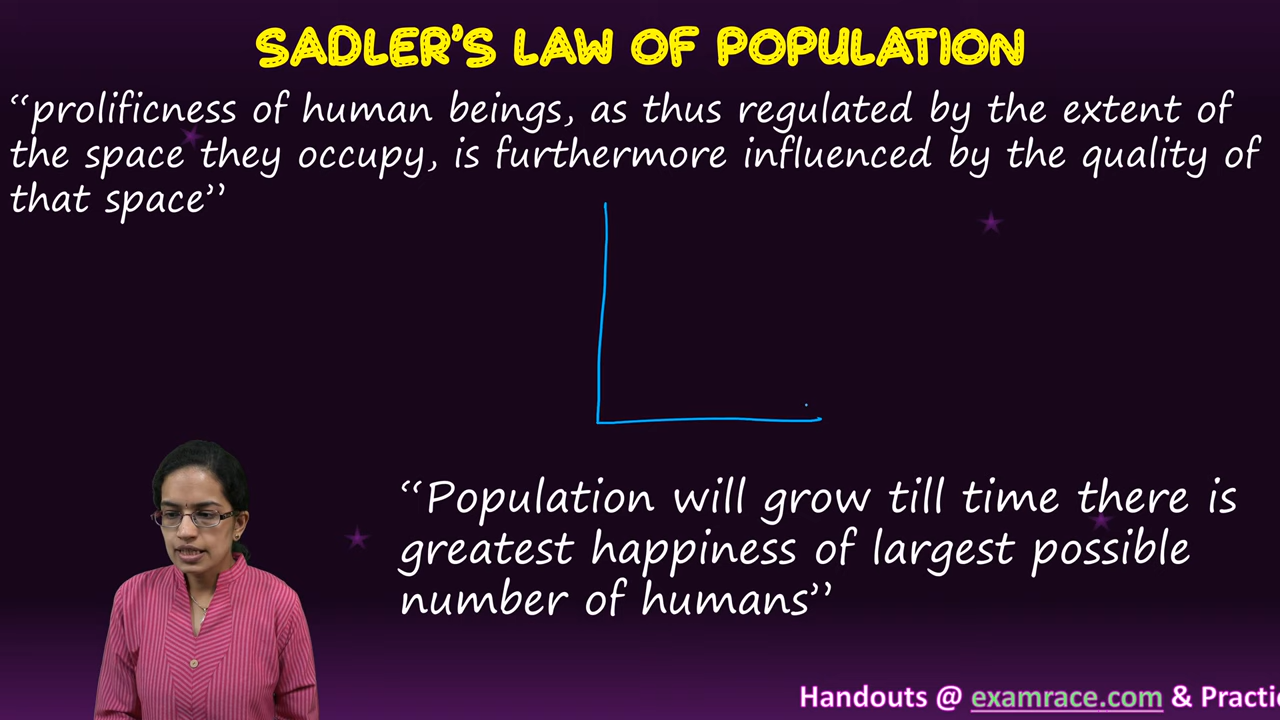 SADLER'S LAW OF POPULATION
“prolificness of human beings, as thus regulated by the extent of
the space they occupy, is furthermore influenced by the quality of
that space”
“Population will grow till time there is
greatest happiness of largest possible
number of humans”
Handouts @ examrace.com & Practic